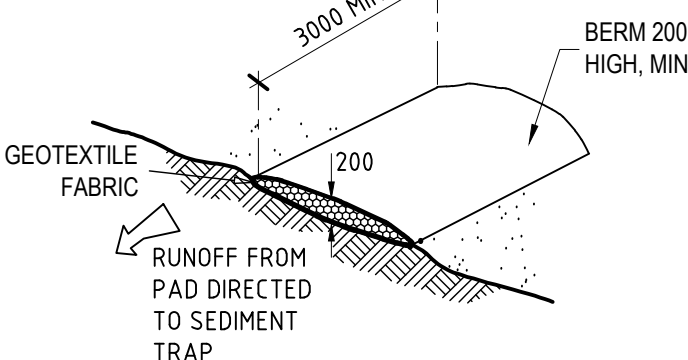 3000 MIN
BERM 200
HIGH, MIN
GEOTEXTILE
FABRIC
200
RUNOFF FROM
PAD DIRECTED
TO SEDIMENT
TRAP